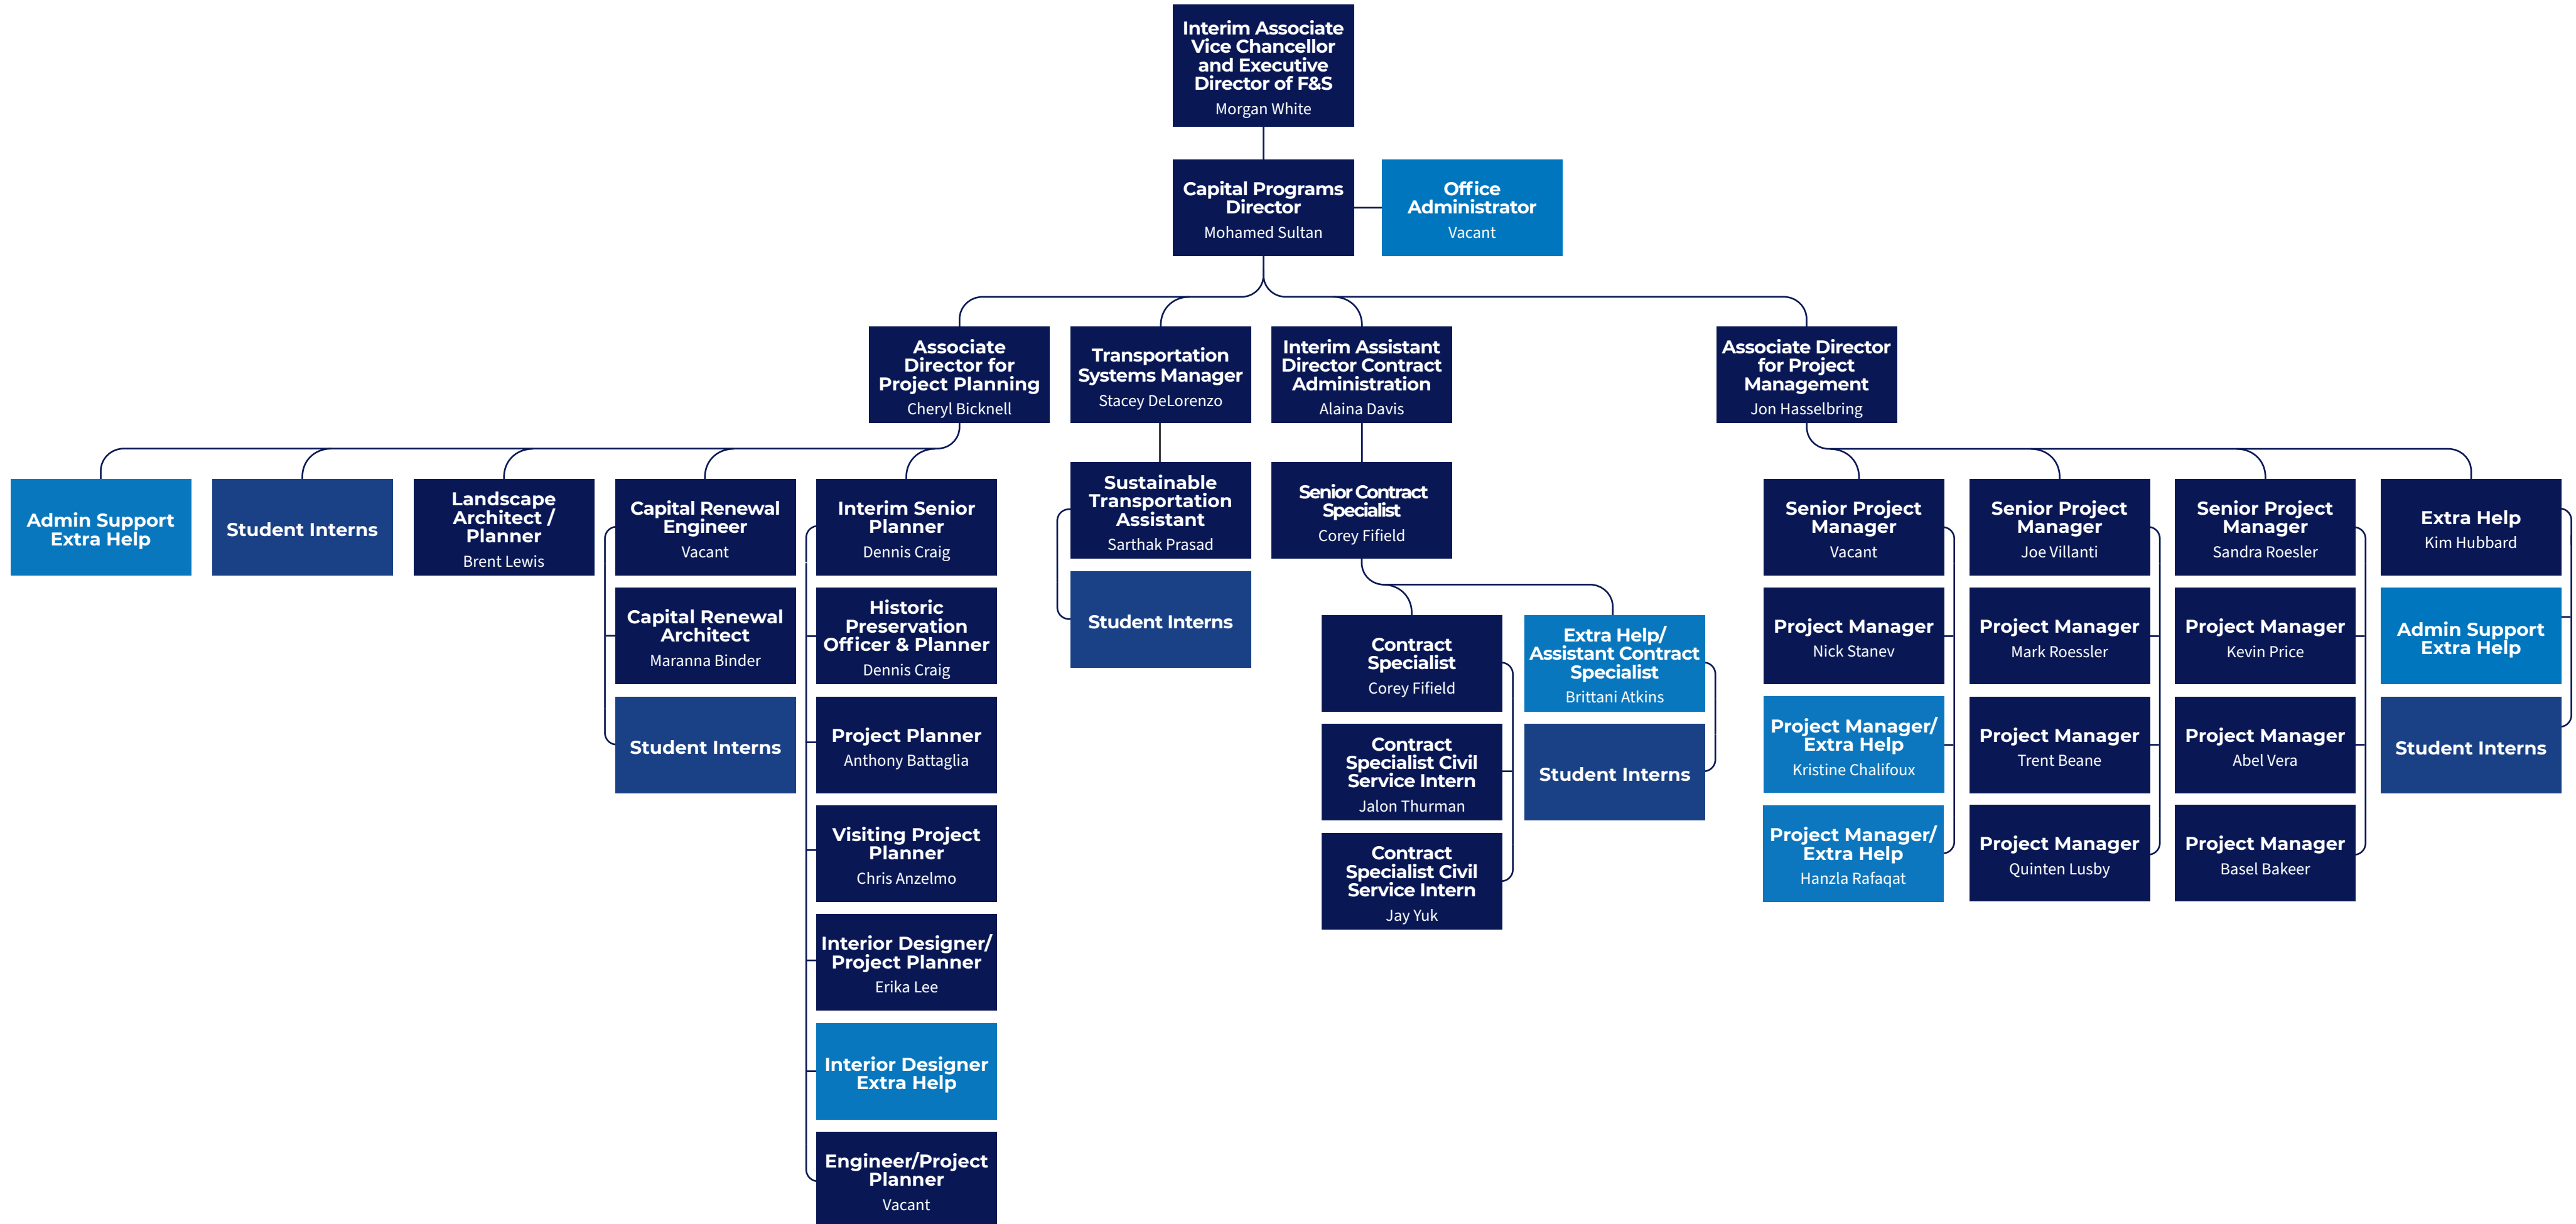 Interim Associate
Vice Chancellor
and Executive
Director of F&S
Morgan White
Capital Programs
Director
Mohamed Sultan
Office
Administrator
Vacant
Associate
Director for
Project Planning
Cheryl Bicknell
Transportation
Systems Manager
Stacey DeLorenzo
Interim Assistant
Director Contract
Administration
Alaina Davis
Associate Director
for Project
Management
Jon Hasselbring
Admin Support
Extra Help
Student Interns
Landscape
Architect /
Planner
Brent Lewis
Capital Renewal
Engineer
Vacant
Capital Renewal
Architect
Maranna Binder
Student Interns
Interim Senior
Planner
Dennis Craig
Historic
Preservation
Officer & Planner
Dennis Craig
Project Planner
Anthony Battaglia
Visiting Project
Planner
Chris Anzelmo
Interior Designer/
Project Planner
Erika Lee
Interior Designer
Extra Help
Engineer/Project
Planner
Vacant
Sustainable
Transportation
Assistant
Sarthak Prasad
Student Interns
Senior Contract
Specialist
Corey Fifield
Contract
Specialist
Corey Fifield
Contract
Specialist Civil
Service Intern
Jalon Thurman
Contract
Specialist Civil
Service Intern
Jay Yuk
Extra Help/
Assistant Contract
Specialist
Brittani Atkins
Student Interns
Senior Project
Manager
Vacant
Project Manager
Nick Stanev
Project Manager/
Extra Help
Kristine Chalifoux
Project Manager/
Extra Help
Hanzla Rafaqat
Senior Project
Manager
Joe Villanti
Project Manager
Mark Roessler
Project Manager
Trent Beane
Project Manager
Quinten Lusby
Senior Project
Manager
Sandra Roesler
Project Manager
Kevin Price
Project Manager
Abel Vera
Project Manager
Basel Bakeer
Extra Help
Kim Hubbard
Admin Support
Extra Help
Student Interns